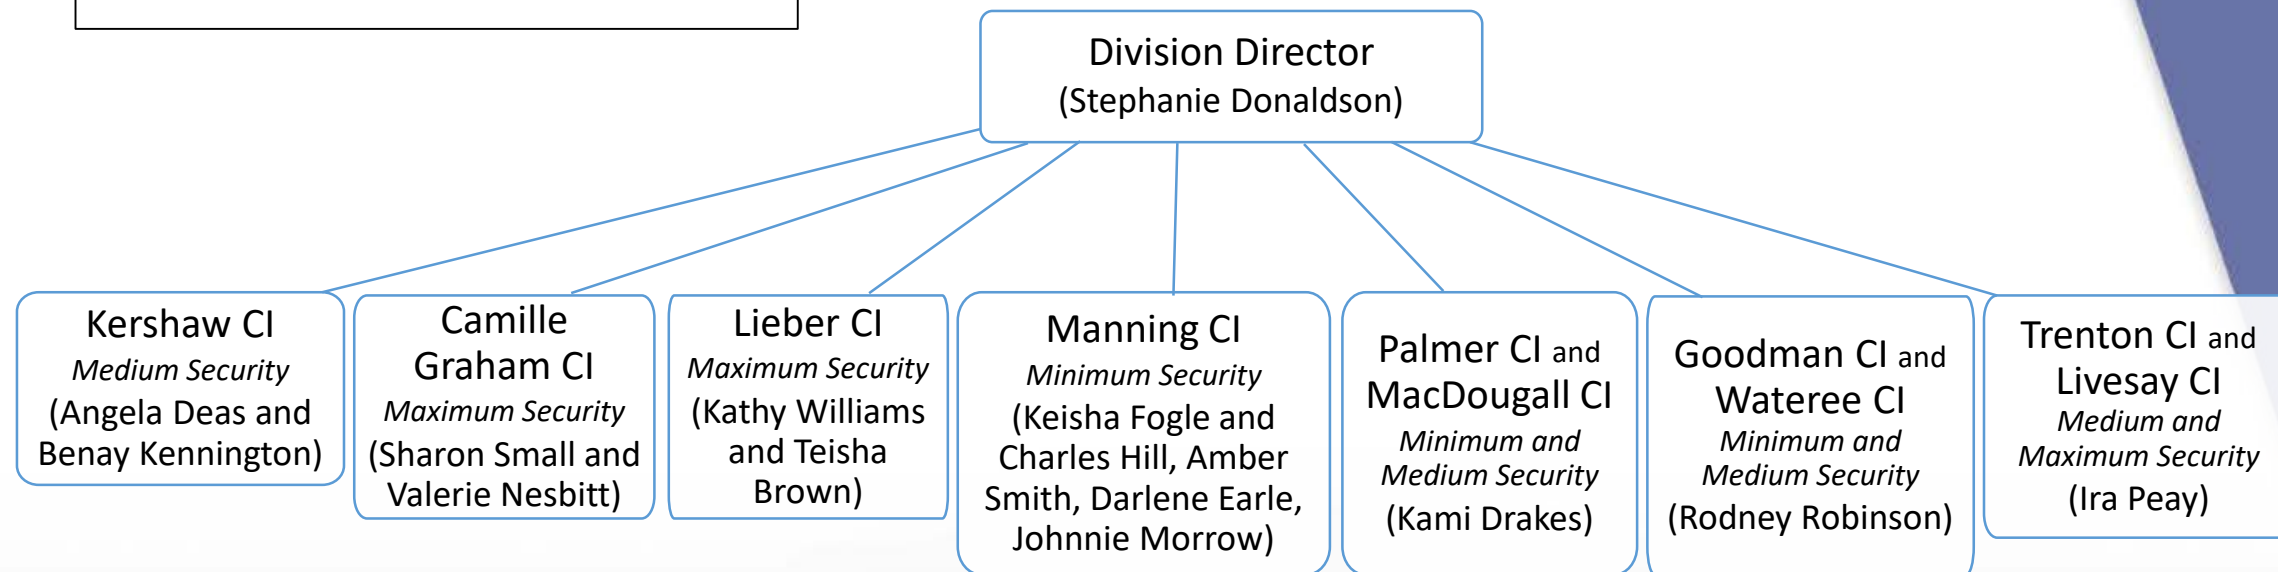 Division Director
(Stephanie Donaldson)
Kershaw CI
Medium Security
(Angela Deas and
Benay Kennington)
Camille
Graham CI
Maximum Security
(Sharon Small and
Valerie Nesbitt)
Lieber CI
Maximum Security
(Kathy Williams
and Teisha
Brown)
Manning CI
Minimum Security
(Keisha Fogle and
Charles Hill, Amber
Smith, Darlene Earle,
Johnnie Morrow)
Palmer CI and
MacDougall CI
Minimum and
Medium Security
(Kami Drakes)
Goodman CI and
Wateree CI
Minimum and
Medium Security
(Rodney Robinson)
Trenton CI and
Livesay CI
Medium and
Maximum Security
(Ira Peay)